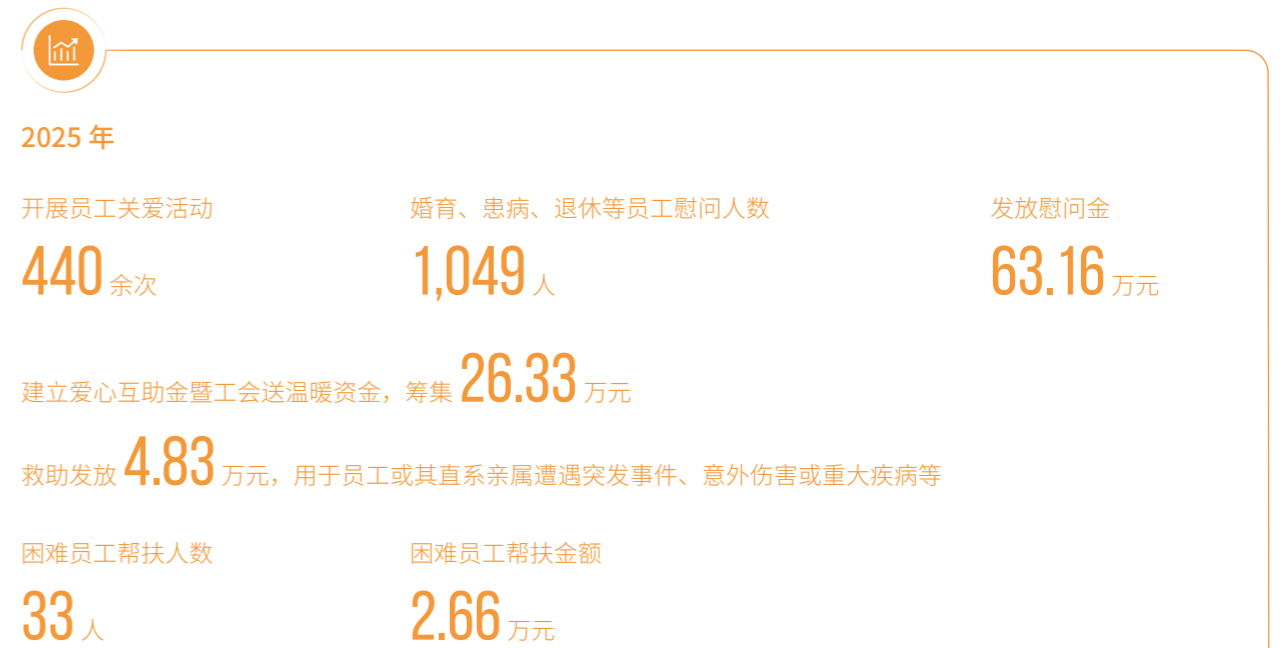 2025 年
开展员工关爱活动 婚育、患病、退休等员工慰问人数 发放慰问金
440 余次 1,049 人 63.16 万元
建立爱心互助金暨工会送温暖资金，筹集 26.33 万元
救助发放 4.83 万元，用于员工或其直系亲属遭遇突发事件、意外伤害或重大疾病等
困难员工帮扶人数 困难员工帮扶金额
33 人 2.66 万元